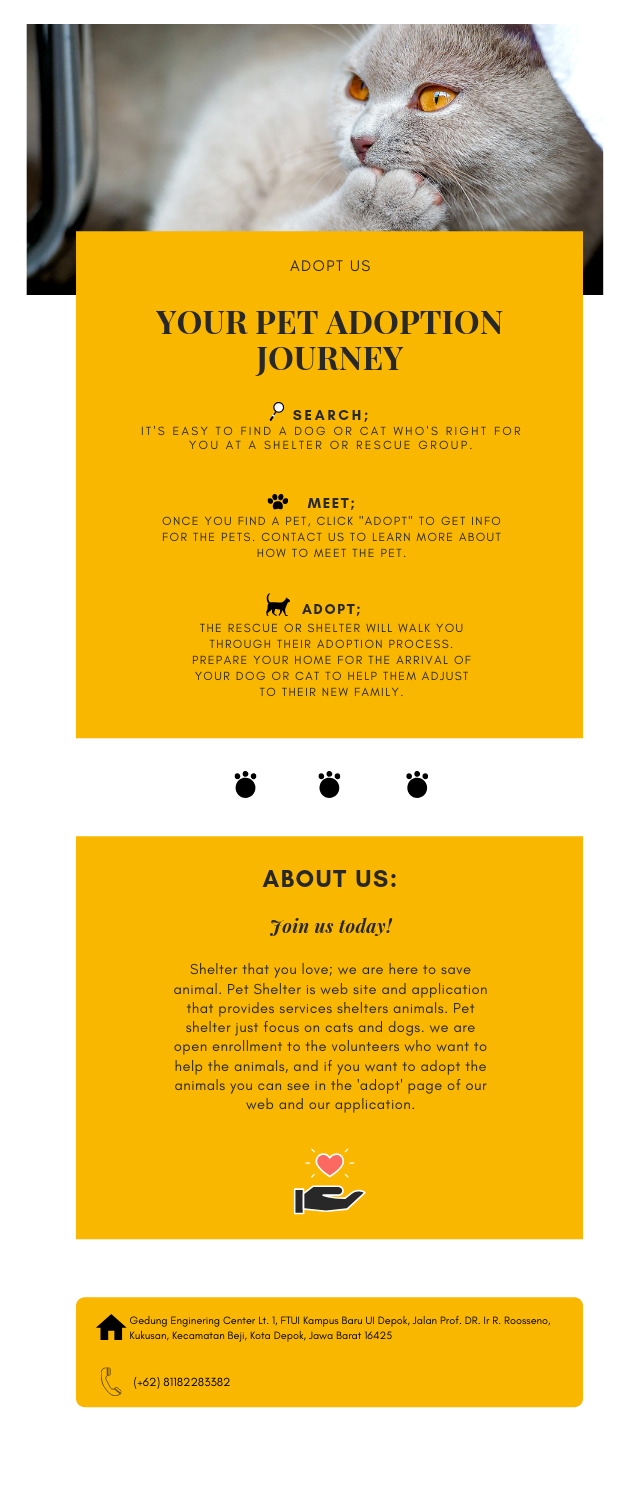 ADOPT US
YOUR PET ADOPTION
JOURNEY
SEARCH;
IT'S EASY TO FIND A DOG OR CAT WHO'S RIGHT FOR
YOU AT A SHELTER OR RESCUE GROUP.
MEET;
ONCE YOU FIND A PET, CLICK "ADOPT" TO GET INFO
FOR THE PETS. CONTACT US TO LEARN MORE ABOUT
HOW TO MEET THE PET.
ADOPT;
THE RESCUE OR SHELTER WILL WALK YOU
THROUGH THEIR ADOPTION PROCESS.
PREPARE YOUR HOME FOR THE ARRIVAL OF
YOUR DOG OR CAT TO HELP THEM ADJUST
TO THEIR NEW FAMILY.
ABOUT US:
Join us today!
Shelter that you love; we are here to save
animal. Pet Shelter is web site and application
that provides services shelters animals. Pet
shelter just focus on cats and dogs. we are
open enrollment to the volunteers who want to
help the animals, and if you want to adopt the
animals you can see in the 'adopt' page of our
web and our application.
Gedung Enginering Center Lt. 1, FTUI Kampus Baru UI Depok, Jalan Prof. DR. Ir R. Roosseno,
Kukusan, Kecamatan Beji, Kota Depok, Jawa Barat 16425
(+62) 81182283382